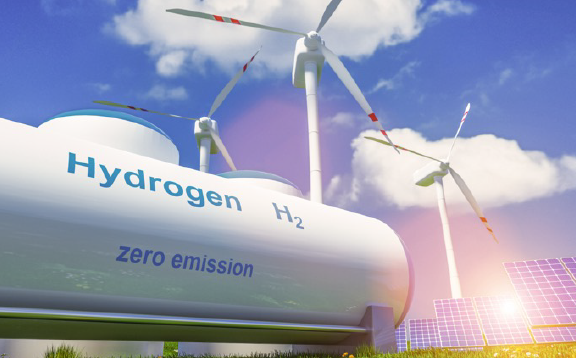 Hydrogen H₂
zero emission